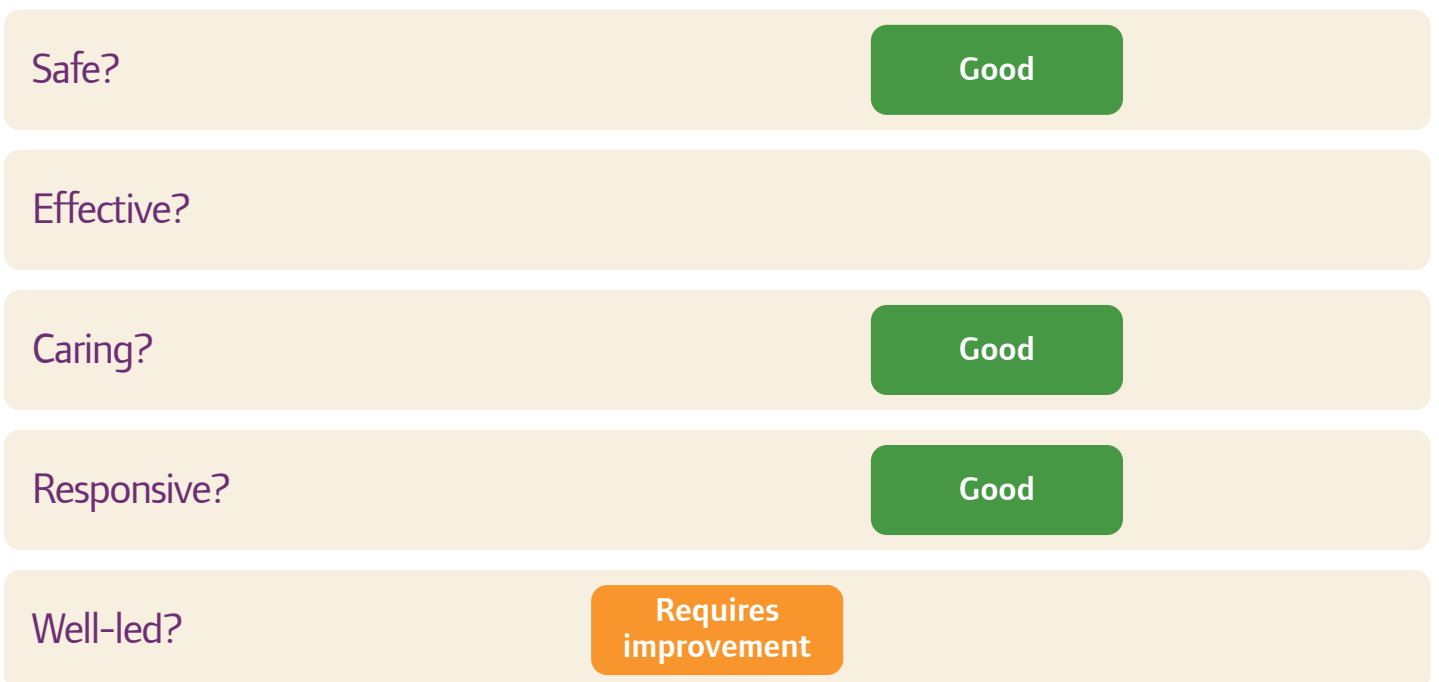 Safe?
Good
Effective?
Caring?
Good
Responsive?
Good
Well-led?
Requires
improvement